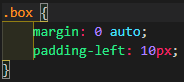 .box {
    margin: 0 auto;
    padding-left: 10px;
}